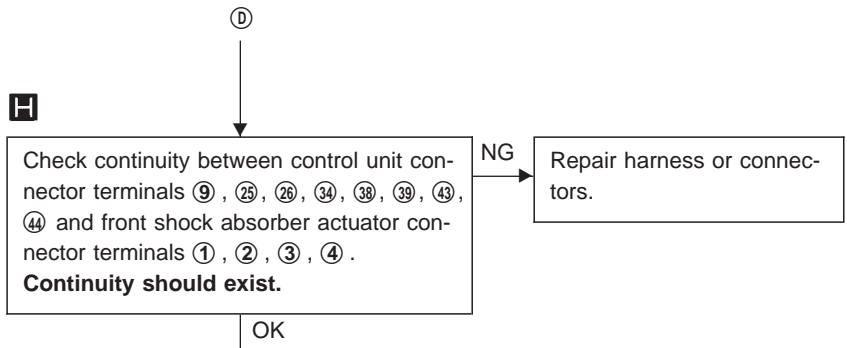 Ⓓ
H
Check continuity between control unit con-
nector terminals ⑨ , ㉕, ㉖, ㉞, ㊳, ㊴, ㊸,
㊹ and front shock absorber actuator con-
nector terminals ① , ② , ③ , ④ .
Continuity should exist.
NG
Repair harness or connec-
tors.
OK